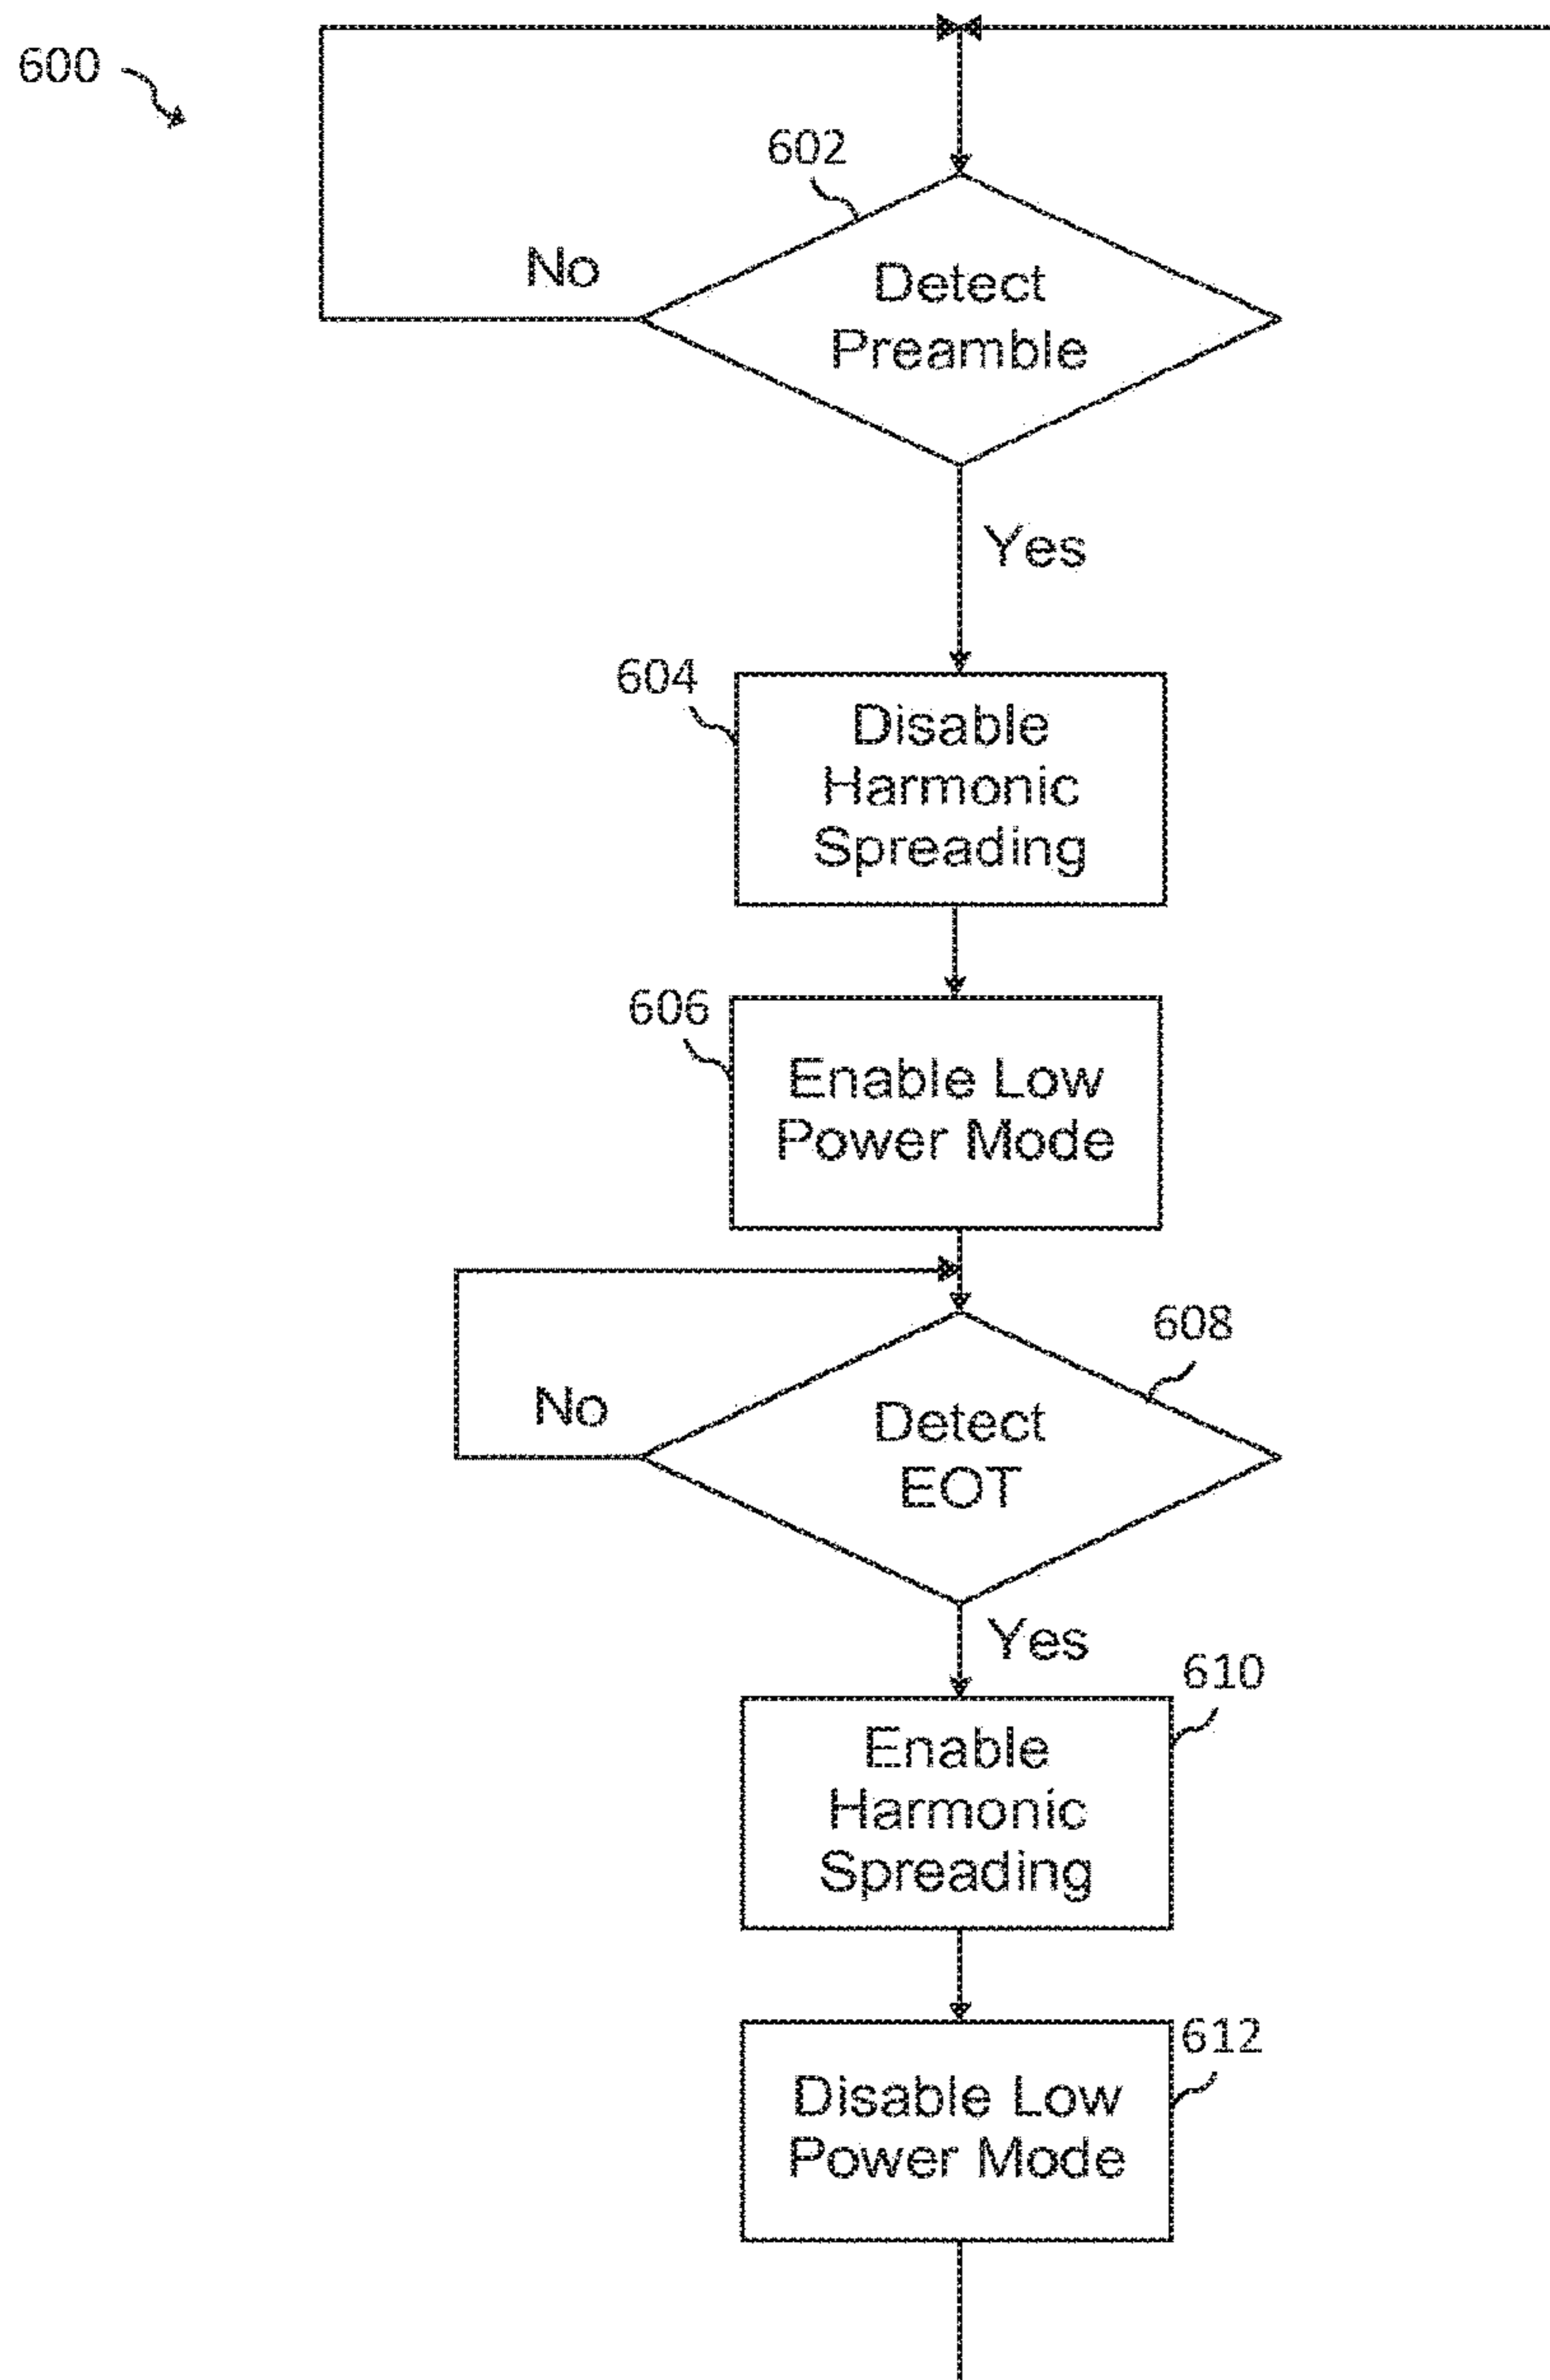 600
602
No
Detect
Preamble
Yes
604
Disable
Harmonic
Spreading
606
Enable Low
Power Mode
608
No
Detect
EOT
Yes
610
Enable
Harmonic
Spreading
612
Disable Low
Power Mode